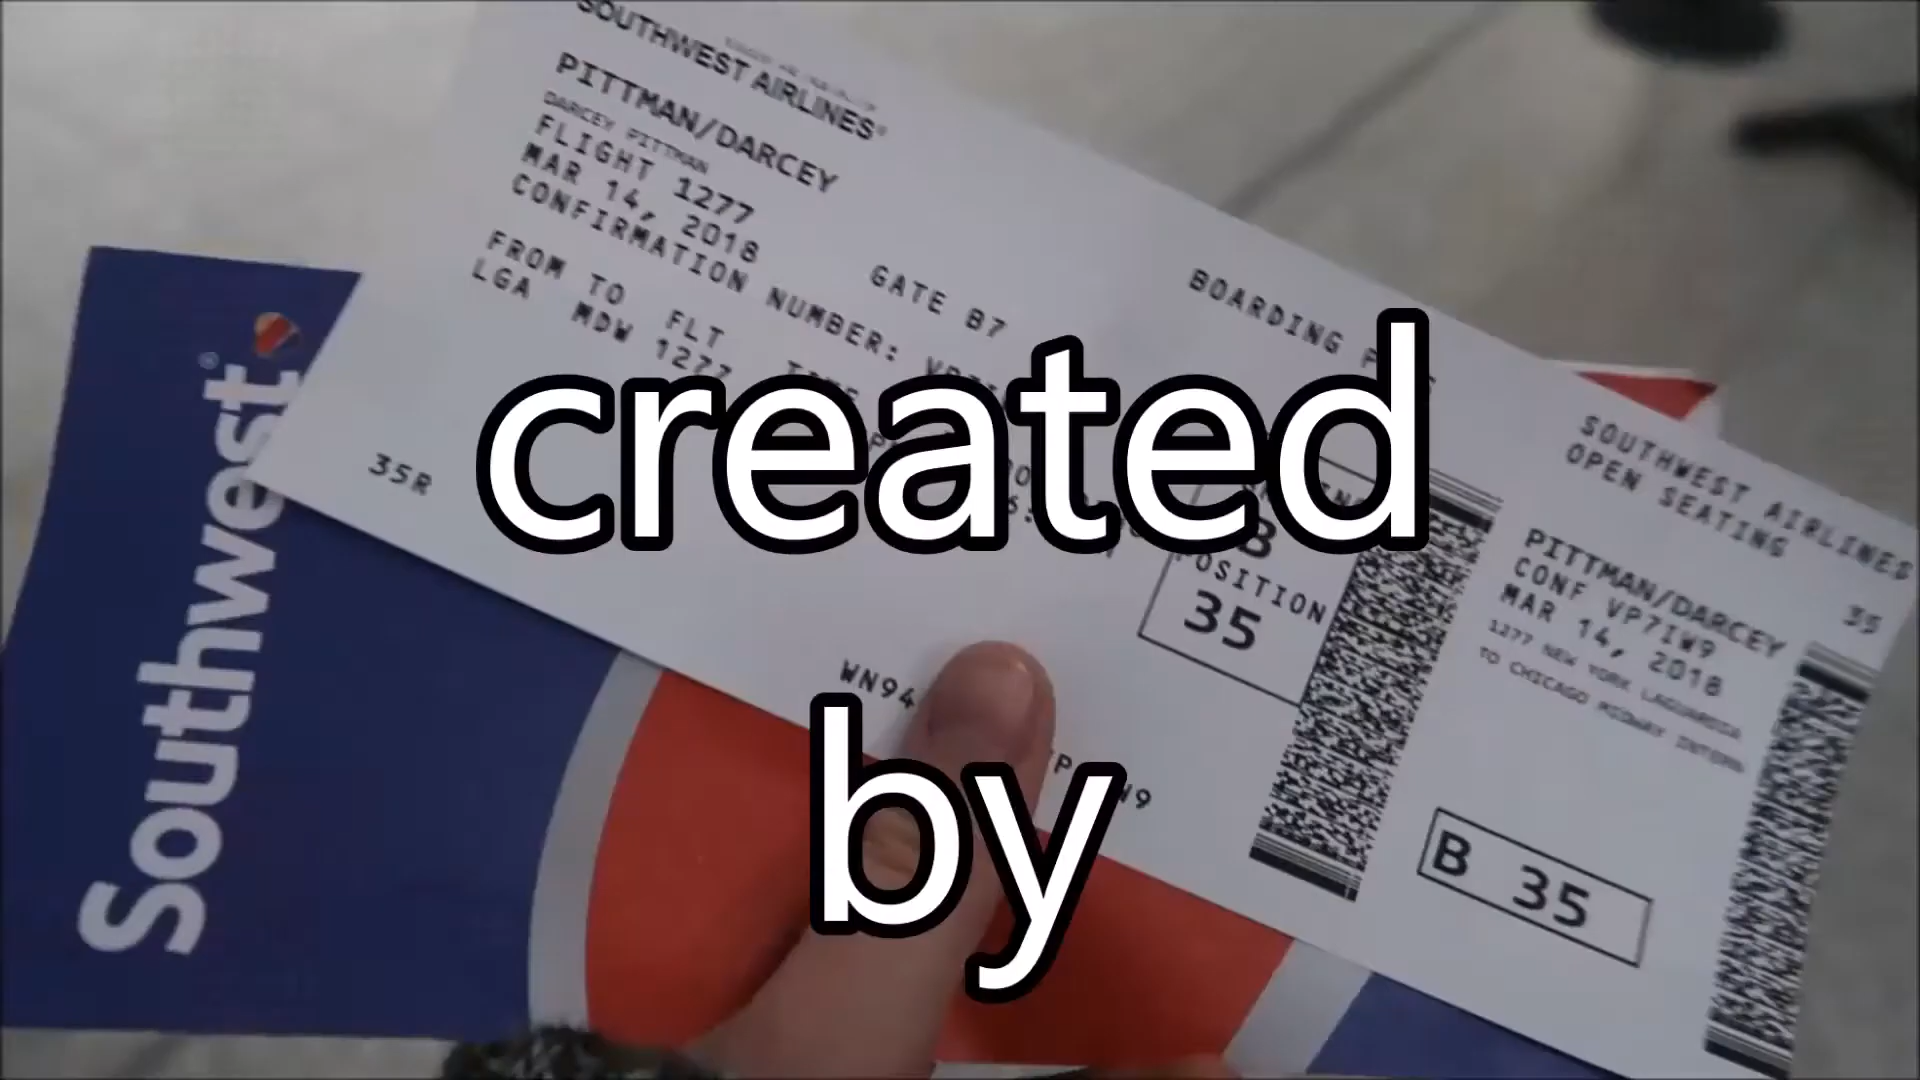 SOUTHWEST AIRLINES®
PITTMAN/DARCEY
DARCEY PITTMAN
FLIGHT 1277
MAR 14, 2018
CONFIRMATION NUMBER:
GATE B7
FROM TO FLT
LGA MDW 1277
35R
BOARDING
B
POSITION
35
WN94
created
by
SOUTHWEST AIRLINES
OPEN SEATING
35
PITTMAN/DARCEY
CONF VP7IW9
MAR 14, 2018
1277 NEW YORK LAGUARDIA
TO CHICAGO MIDWAY INTERN
B 35
Southwest